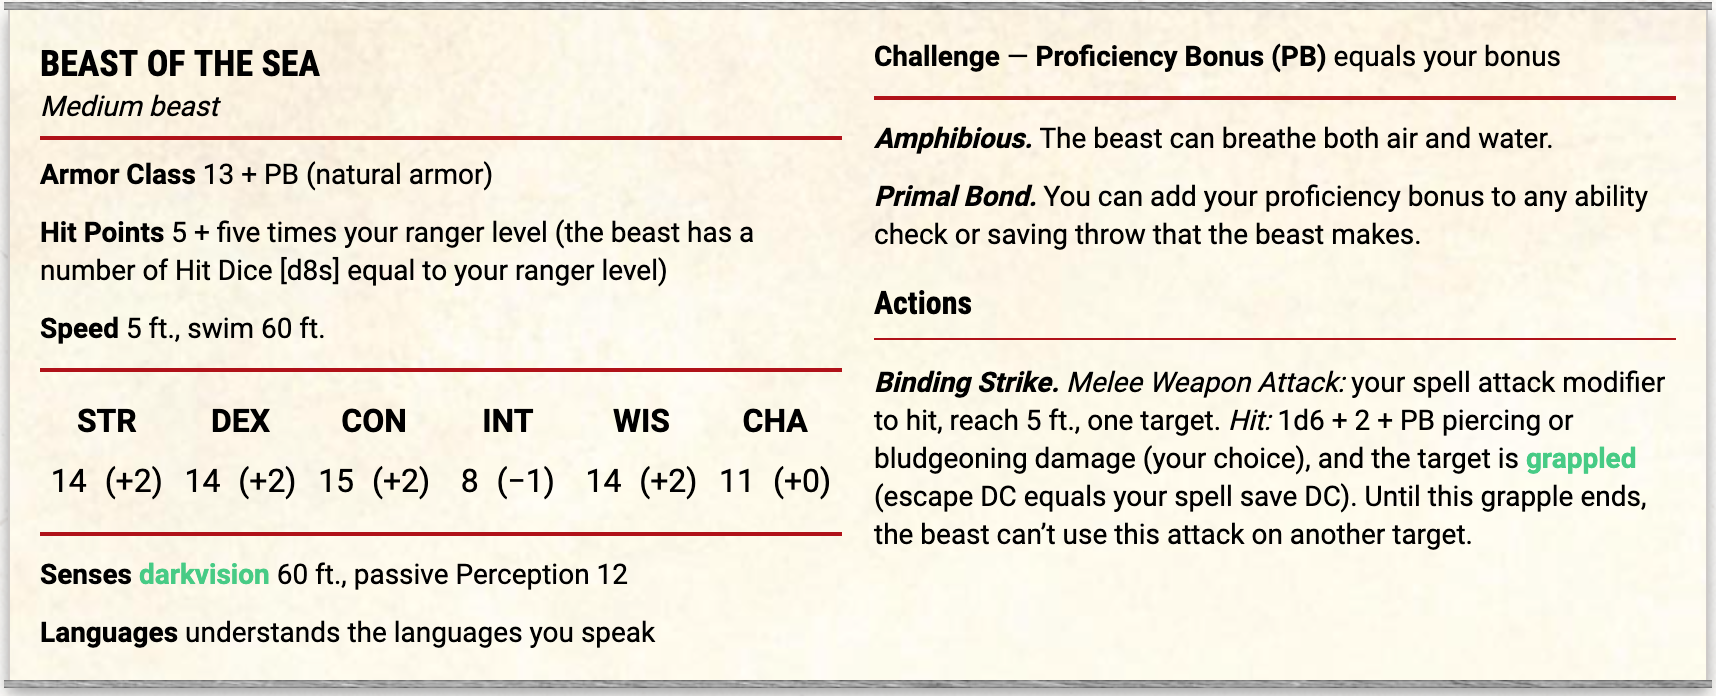 BEAST OF THE SEA
Medium beast
Armor Class 13 + PB (natural armor)
Hit Points 5 + five times your ranger level (the beast has a
number of Hit Dice [d8s] equal to your ranger level)
Speed 5 ft., swim 60 ft.
STR DEX CON INT WIS CHA
14 (+2) 14 (+2) 15 (+2) 8 (−1) 14 (+2) 11 (+0)
Senses darkvision 60 ft., passive Perception 12
Languages understands the languages you speak
Challenge — Proficiency Bonus (PB) equals your bonus
Amphibious. The beast can breathe both air and water.
Primal Bond. You can add your proficiency bonus to any ability
check or saving throw that the beast makes.
Actions
Binding Strike. Melee Weapon Attack: your spell attack modifier
to hit, reach 5 ft., one target. Hit: 1d6 + 2 + PB piercing or
bludgeoning damage (your choice), and the target is grappled
(escape DC equals your spell save DC). Until this grapple ends,
the beast can’t use this attack on another target.